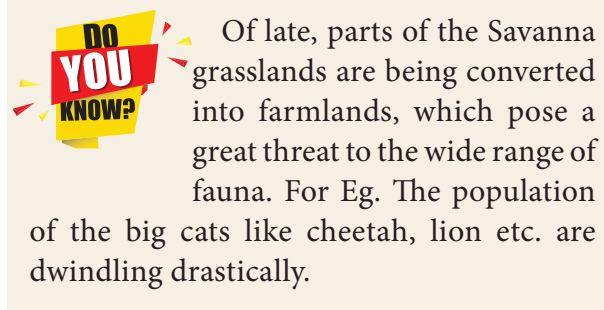 DO
YOU
KNOW?
Of late, parts of the Savanna
grasslands are being converted
into farmlands, which pose a
great threat to the wide range of
fauna. For Eg. The population
of the big cats like cheetah, lion etc. are
dwindling drastically.